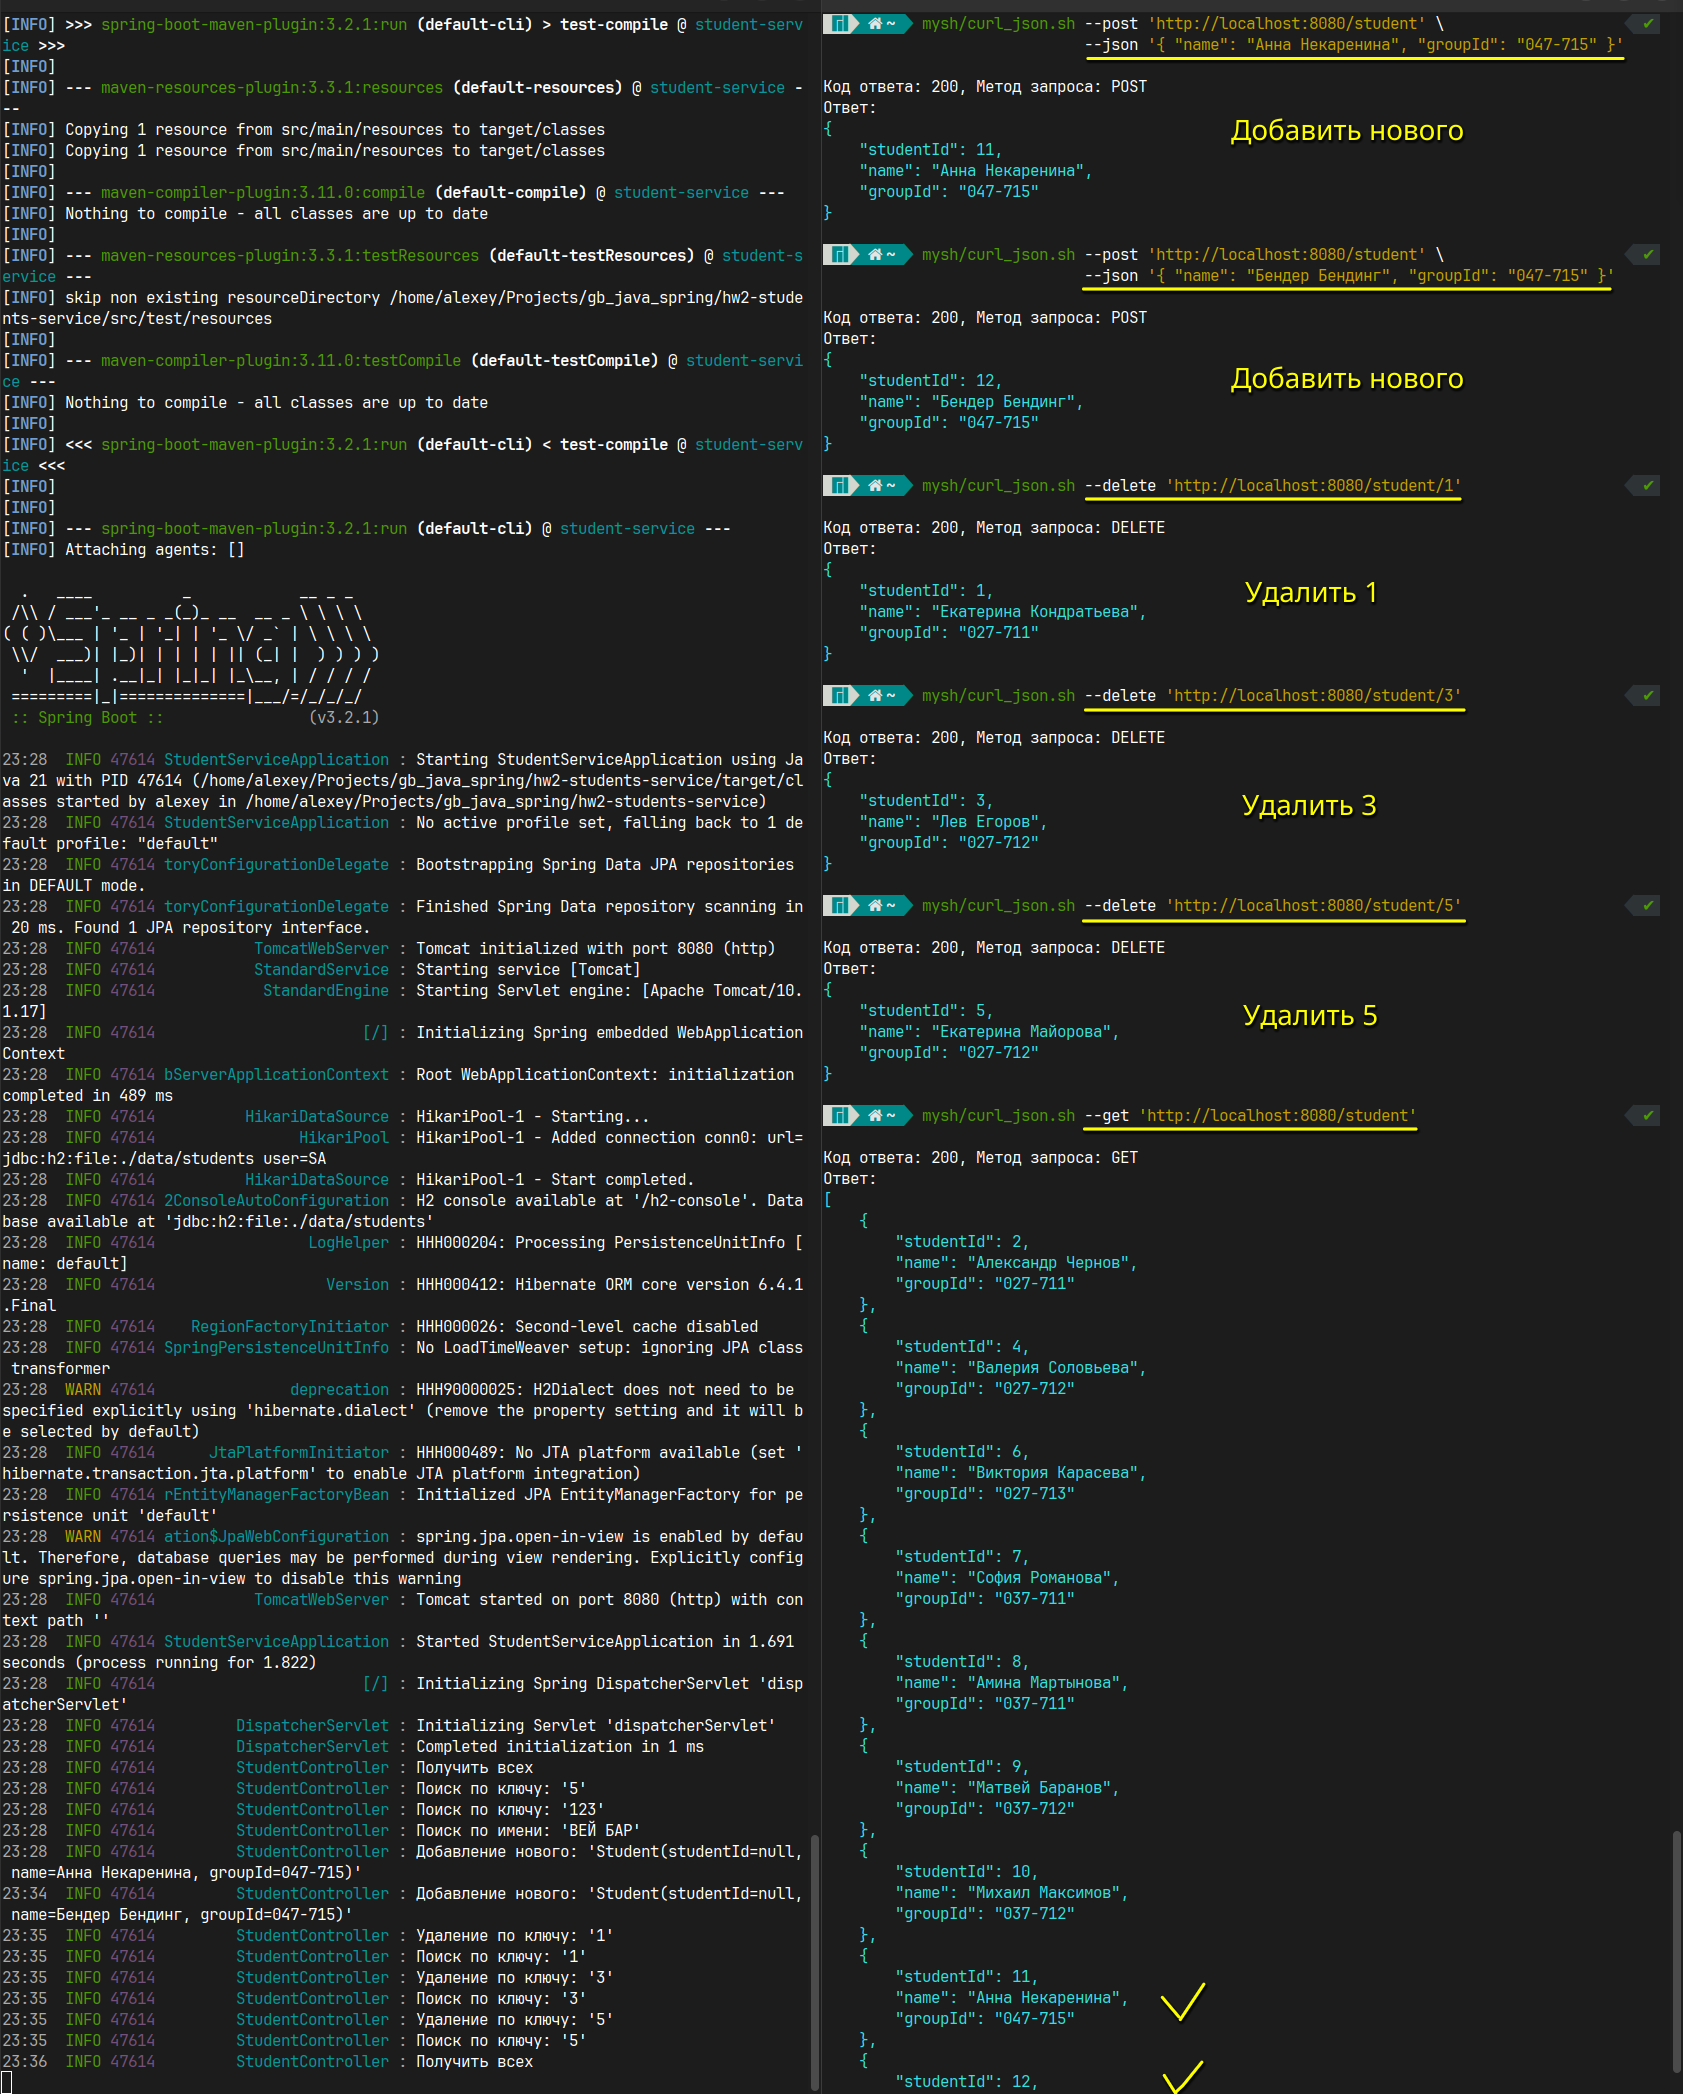 [INFO] >>> spring-boot-maven-plugin:3.2.1:run (default-cli) > test-compile @ student-serv
ice >>>
[INFO]
[INFO] --- maven-resources-plugin:3.3.1:resources (default-resources) @ student-service -
--
[INFO] Copying 1 resource from src/main/resources to target/classes
[INFO] Copying 1 resource from src/main/resources to target/classes
[INFO]
[INFO] --- maven-compiler-plugin:3.11.0:compile (default-compile) @ student-service ---
[INFO] Nothing to compile - all classes are up to date
[INFO]
[INFO] --- maven-resources-plugin:3.3.1:testResources (default-testResources) @ student-s
ervice ---
[INFO] skip non existing resourceDirectory /home/alexey/Projects/gb_java_spring/hw2-stude
nts-service/src/test/resources
[INFO]
[INFO] --- maven-compiler-plugin:3.11.0:testCompile (default-testCompile) @ student-servi
ce ---
[INFO] Nothing to compile - all classes are up to date
[INFO]
[INFO] <<< spring-boot-maven-plugin:3.2.1:run (default-cli) < test-compile @ student-serv
ice <<<
[INFO]
[INFO]
[INFO] --- spring-boot-maven-plugin:3.2.1:run (default-cli) @ student-service ---
[INFO] Attaching agents: []
  .   ____          _            __ _ _
 /\\ / ___'_ __ _ _(_)_ __  __ _ \ \ \ \
( ( )\___ | '_ | '_| | '_ \/ _` | \ \ \ \
 \\/  ___)| |_)| | | | | || (_| |  ) ) ) )
  '  |____| .__|_| |_|_| |_\__, | / / / /
 =========|_|==============|___/=/_/_/_/
 :: Spring Boot ::                (v3.2.1)
23:28  INFO 47614 StudentServiceApplication : Starting StudentServiceApplication using Ja
va 21 with PID 47614 (/home/alexey/Projects/gb_java_spring/hw2-students-service/target/cl
asses started by alexey in /home/alexey/Projects/gb_java_spring/hw2-students-service)
23:28  INFO 47614 StudentServiceApplication : No active profile set, falling back to 1 de
fault profile: "default"
23:28  INFO 47614 toryConfigurationDelegate : Bootstrapping Spring Data JPA repositories
in DEFAULT mode.
23:28  INFO 47614 toryConfigurationDelegate : Finished Spring Data repository scanning in
 20 ms. Found 1 JPA repository interface.
23:28  INFO 47614           TomcatWebServer : Tomcat initialized with port 8080 (http)
23:28  INFO 47614           StandardService : Starting service [Tomcat]
23:28  INFO 47614            StandardEngine : Starting Servlet engine: [Apache Tomcat/10.
1.17]
23:28  INFO 47614                       [/] : Initializing Spring embedded WebApplication
Context
23:28  INFO 47614 bServerApplicationContext : Root WebApplicationContext: initialization
completed in 489 ms
23:28  INFO 47614          HikariDataSource : HikariPool-1 - Starting...
23:28  INFO 47614                HikariPool : HikariPool-1 - Added connection conn0: url=
jdbc:h2:file:./data/students user=SA
23:28  INFO 47614          HikariDataSource : HikariPool-1 - Start completed.
23:28  INFO 47614 2ConsoleAutoConfiguration : H2 console available at '/h2-console'. Data
base available at 'jdbc:h2:file:./data/students'
23:28  INFO 47614                 LogHelper : HHH000204: Processing PersistenceUnitInfo [
name: default]
23:28  INFO 47614                   Version : HHH000412: Hibernate ORM core version 6.4.1
.Final
23:28  INFO 47614    RegionFactoryInitiator : HHH000026: Second-level cache disabled
23:28  INFO 47614 SpringPersistenceUnitInfo : No LoadTimeWeaver setup: ignoring JPA class
 transformer
23:28  WARN 47614               deprecation : HHH90000025: H2Dialect does not need to be
specified explicitly using 'hibernate.dialect' (remove the property setting and it will b
e selected by default)
23:28  INFO 47614      JtaPlatformInitiator : HHH000489: No JTA platform available (set '
hibernate.transaction.jta.platform' to enable JTA platform integration)
23:28  INFO 47614 rEntityManagerFactoryBean : Initialized JPA EntityManagerFactory for pe
rsistence unit 'default'
23:28  WARN 47614 ation$JpaWebConfiguration : spring.jpa.open-in-view is enabled by defau
lt. Therefore, database queries may be performed during view rendering. Explicitly config
ure spring.jpa.open-in-view to disable this warning
23:28  INFO 47614           TomcatWebServer : Tomcat started on port 8080 (http) with con
text path ''
23:28  INFO 47614 StudentServiceApplication : Started StudentServiceApplication in 1.691
seconds (process running for 1.822)
23:28  INFO 47614                       [/] : Initializing Spring DispatcherServlet 'disp
atcherServlet'
23:28  INFO 47614         DispatcherServlet : Initializing Servlet 'dispatcherServlet'
23:28  INFO 47614         DispatcherServlet : Completed initialization in 1 ms
23:28  INFO 47614         StudentController : Получить всех
23:28  INFO 47614         StudentController : Поиск по ключу: '5'
23:28  INFO 47614         StudentController : Поиск по ключу: '123'
23:28  INFO 47614         StudentController : Поиск по имени: 'ВЕЙ БАР'
23:28  INFO 47614         StudentController : Добавление нового: 'Student(studentId=null,
 name=Анна Некаренина, groupId=047-715)'
23:34  INFO 47614         StudentController : Добавление нового: 'Student(studentId=null,
 name=Бендер Бендинг, groupId=047-715)'
23:35  INFO 47614         StudentController : Удаление по ключу: '1'
23:35  INFO 47614         StudentController : Поиск по ключу: '1'
23:35  INFO 47614         StudentController : Удаление по ключу: '3'
23:35  INFO 47614         StudentController : Поиск по ключу: '3'
23:35  INFO 47614         StudentController : Удаление по ключу: '5'
23:35  INFO 47614         StudentController : Поиск по ключу: '5'
23:36  INFO 47614         StudentController : Получить всех
~ mysh/curl_json.sh --post 'http://localhost:8080/student' \ ✔
--json '{ "name": "Анна Некаренина", "groupId": "047-715" }'
Код ответа: 200, Метод запроса: POST
Ответ:
{
Добавить нового
    "studentId": 11,
    "name": "Анна Некаренина",
    "groupId": "047-715"
}
~ mysh/curl_json.sh --post 'http://localhost:8080/student' \ ✔
--json '{ "name": "Бендер Бендинг", "groupId": "047-715" }'
Код ответа: 200, Метод запроса: POST
Ответ:
{
    "studentId": 12,
Добавить нового
    "name": "Бендер Бендинг",
    "groupId": "047-715"
}
~ mysh/curl_json.sh --delete 'http://localhost:8080/student/1' ✔
Код ответа: 200, Метод запроса: DELETE
Ответ:
{
    "studentId": 1,
Удалить 1
    "name": "Екатерина Кондратьева",
    "groupId": "027-711"
}
~ mysh/curl_json.sh --delete 'http://localhost:8080/student/3' ✔
Код ответа: 200, Метод запроса: DELETE
Ответ:
{
    "studentId": 3,
Удалить 3
    "name": "Лев Егоров",
    "groupId": "027-712"
}
~ mysh/curl_json.sh --delete 'http://localhost:8080/student/5' ✔
Код ответа: 200, Метод запроса: DELETE
Ответ:
{
    "studentId": 5,
Удалить 5
    "name": "Екатерина Майорова",
    "groupId": "027-712"
}
~ mysh/curl_json.sh --get 'http://localhost:8080/student' ✔
Код ответа: 200, Метод запроса: GET
Ответ:
[
    {
        "studentId": 2,
        "name": "Александр Чернов",
        "groupId": "027-711"
    },
    {
        "studentId": 4,
        "name": "Валерия Соловьева",
        "groupId": "027-712"
    },
    {
        "studentId": 6,
        "name": "Виктория Карасева",
        "groupId": "027-713"
    },
    {
        "studentId": 7,
        "name": "София Романова",
        "groupId": "037-711"
    },
    {
        "studentId": 8,
        "name": "Амина Мартынова",
        "groupId": "037-711"
    },
    {
        "studentId": 9,
        "name": "Матвей Баранов",
        "groupId": "037-712"
    },
    {
        "studentId": 10,
        "name": "Михаил Максимов",
        "groupId": "037-712"
    },
    {
        "studentId": 11,
        "name": "Анна Некаренина",
        "groupId": "047-715"
    },
    {
        "studentId": 12,